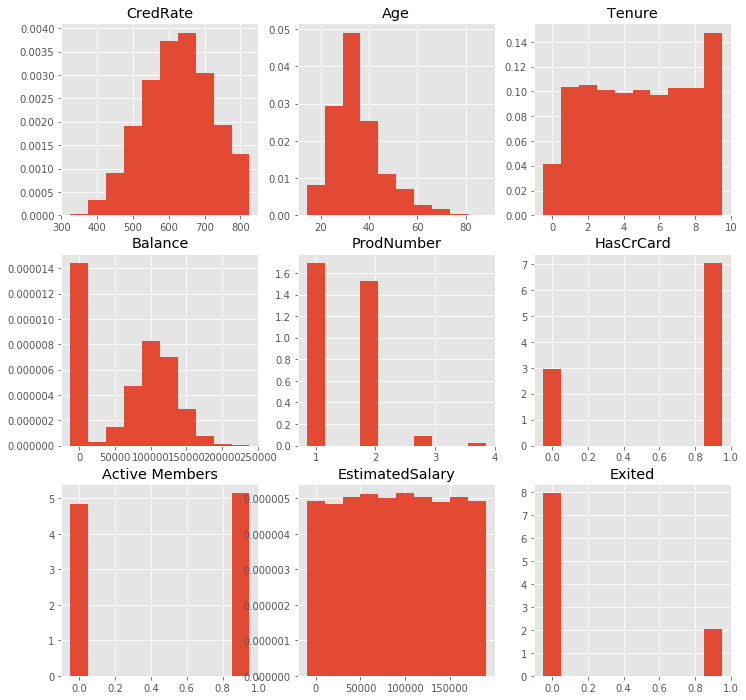 CredRate Age Tenure
0.0040 0.05 0.14
0.0035 0.12
0.0030 0.04 0.10
0.0025 0.03 0.08
0.0020 0.06
0.0015 0.02 0.04
0.0010 0.01 0.02
0.0005
0.0000 0.00 0.00
300 400 500 600 700 800 20 40 60 80 0 2 4 6 8 10
Balance ProdNumber HasCrCard
0.000014 1.6 7
0.000012 1.4 6
0.000010 1.2 5
0.000008 1.0 4
0.000006 0.8 3
0.000004 0.6 2
0.000002 0.4 1
0.000000 0.2 0
0.0
0 50000 100000 150000 200000 250000 1 2 3 4 0.0 0.2 0.4 0.6 0.8 1.0
Active Members EstimatedSalary Exited
5 0.000005 8
4 0.000004 7
3 0.000003 6
2 0.000002 5
1 0.000001 4
0 0.000000 3
2
1
0
0.0 0.2 0.4 0.6 0.8 1.0 0 50000 100000 150000 0.0 0.2 0.4 0.6 0.8 1.0